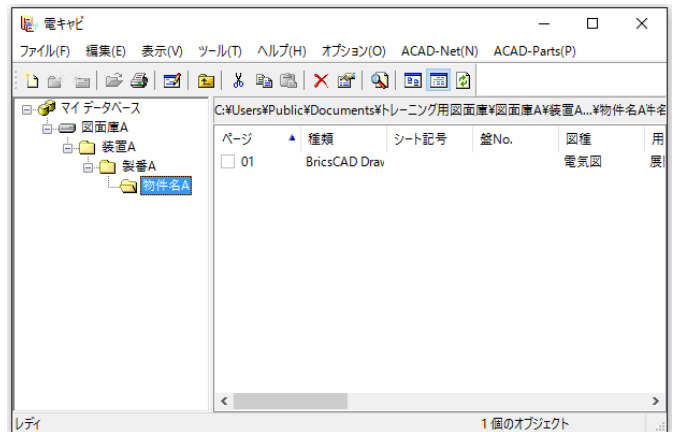 電キャビ
ファイル(F) 編集(E) 表示(V) ツール(T) ヘルプ(H) オプション(O) ACAD-Net(N) ACAD-Parts(P)
マイ データベース
図面庫A
装置A
製番A
物件名A
C:¥Users¥Public¥Documents¥トレーニング用図面庫¥図面庫A¥装置A...¥物件名A
ページ 種類 シート記号 盤No. 図種 用
01 BricsCAD Draw 電気図 展
レディ 1 個のオブジェクト